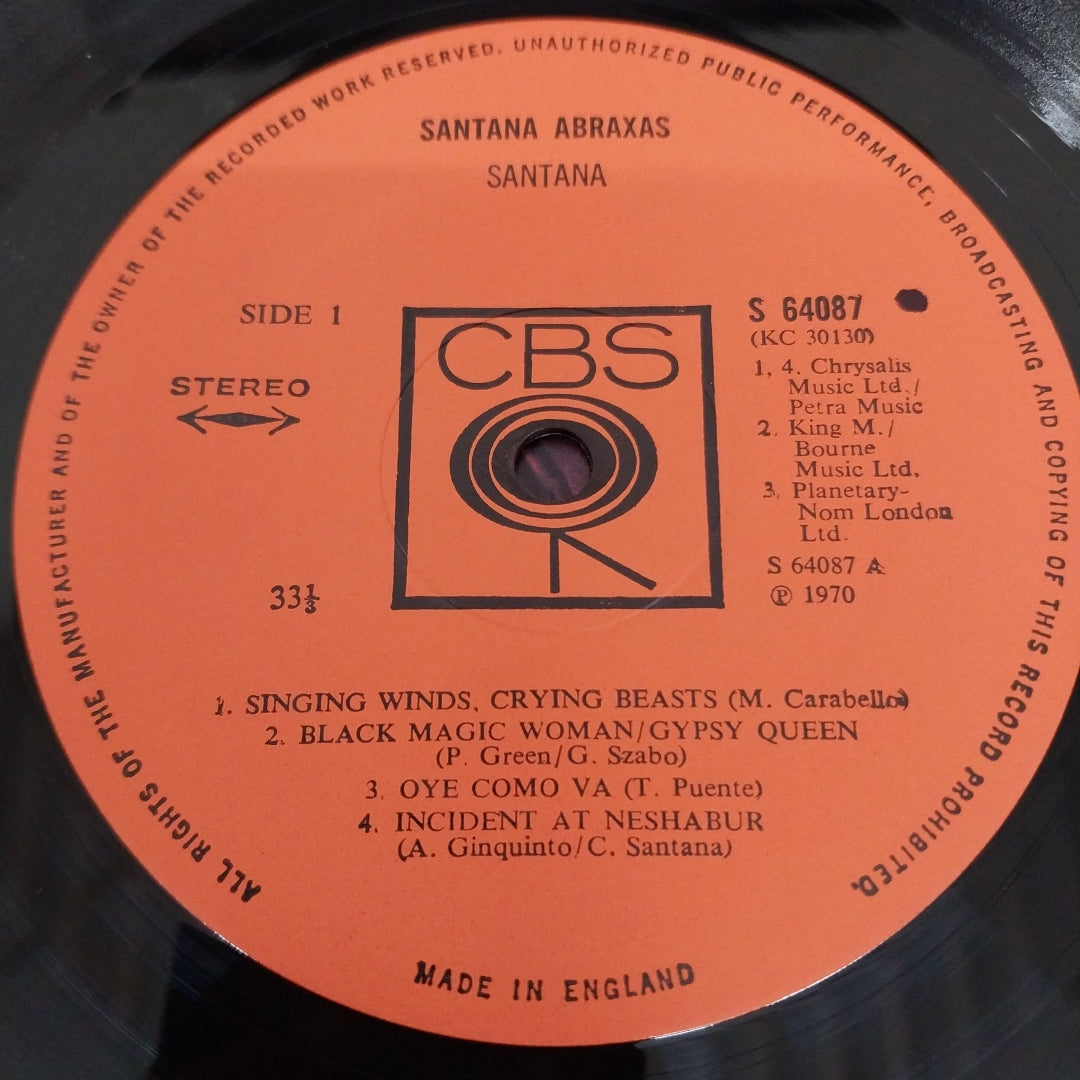 ALL RIGHTS OF THE MANUFACTURER AND OF THE OWNER OF THE RECORDED WORK RESERVED. UNAUTHORIZED PUBLIC PERFORMANCE, BROADCASTING AND COPYING OF THIS RECORD PROHIBITED.
SANTANA ABRAXAS
SANTANA
SIDE 1
STEREO
33⅓
CBS
S 64087
(KC 30130)
1, 4. Chrysalis
Music Ltd./
Petra Music
2. King M./
Bourne
Music Ltd.
3. Planetary-
Nom London
Ltd.
S 64087 A
℗ 1970
1. SINGING WINDS, CRYING BEASTS (M. Carabello)
2. BLACK MAGIC WOMAN/GYPSY QUEEN
(P. Green/G. Szabo)
3. OYE COMO VA (T. Puente)
4. INCIDENT AT NESHABUR
(A. Ginquinto/C. Santana)
MADE IN ENGLAND